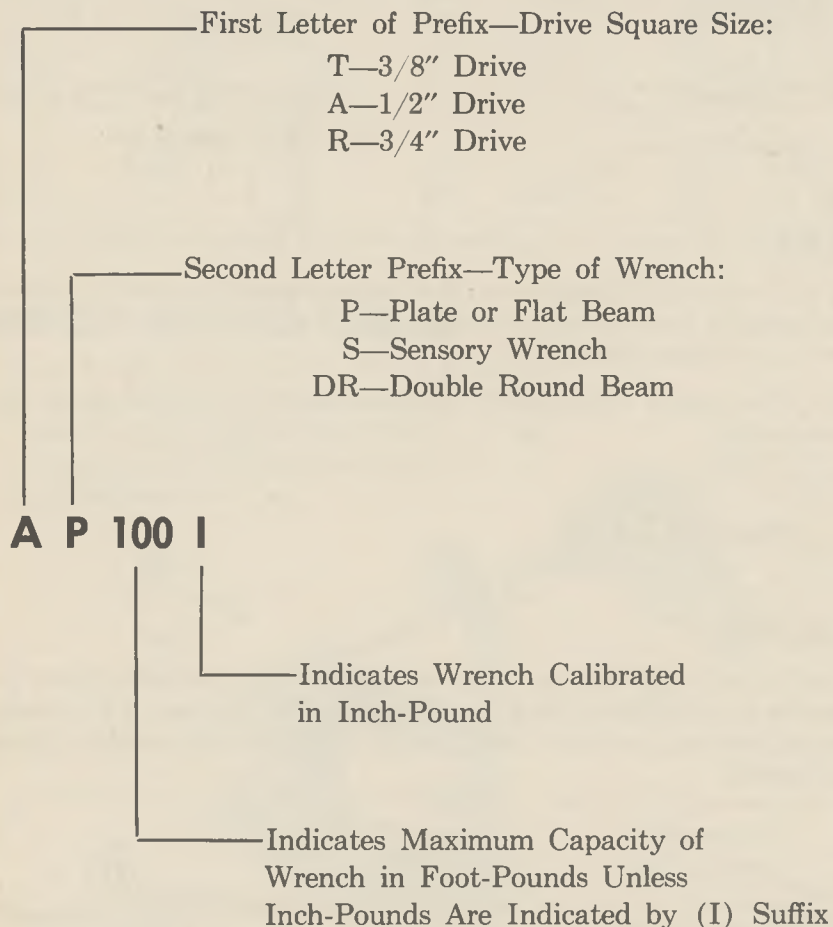 First Letter of Prefix—Drive Square Size:
T—3/8″ Drive
A—1/2″ Drive
R—3/4″ Drive
Second Letter Prefix—Type of Wrench:
P—Plate or Flat Beam
S—Sensory Wrench
DR—Double Round Beam
A P 100 I
Indicates Wrench Calibrated
in Inch-Pound
Indicates Maximum Capacity of
Wrench in Foot-Pounds Unless
Inch-Pounds Are Indicated by (I) Suffix